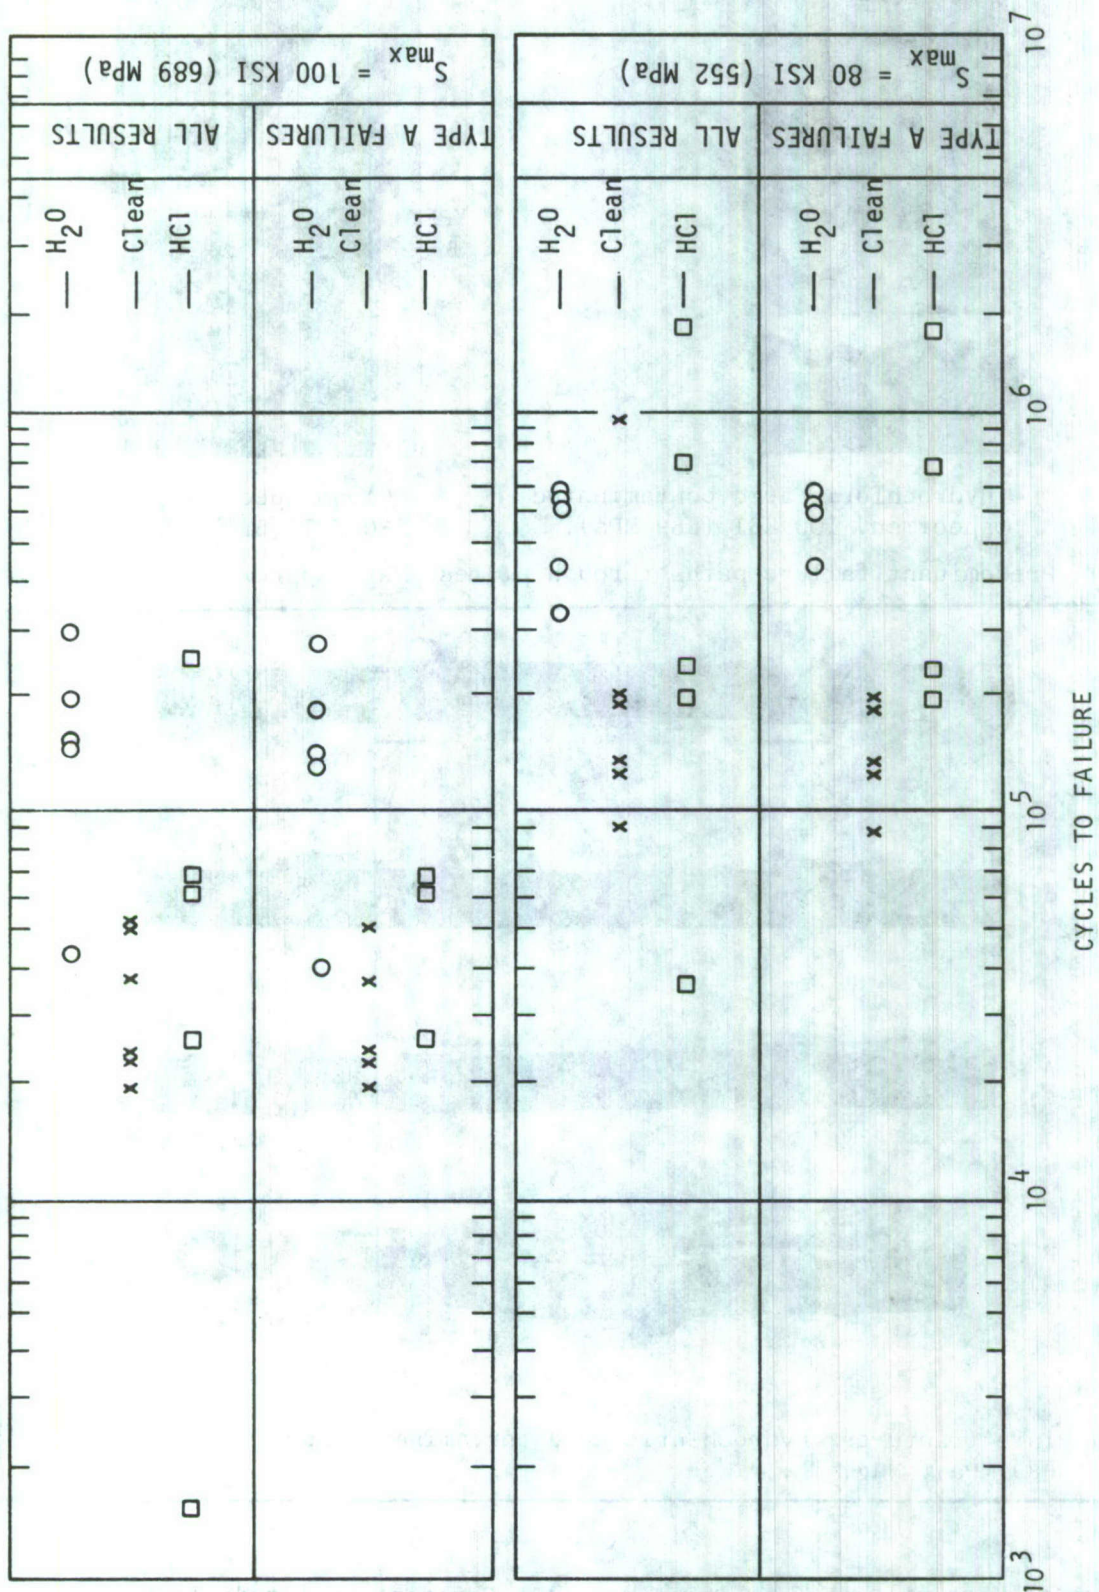 S max = 100 KSI (689 MPa)
ALL RESULTS
TYPE A FAILURES
H2O
Clean
HCl
H2O
Clean
HCl
S max = 80 KSI (552 MPa)
ALL RESULTS
TYPE A FAILURES
H2O
Clean
HCl
H2O
Clean
HCl
10^3
10^4
10^5
10^6
10^7
CYCLES TO FAILURE